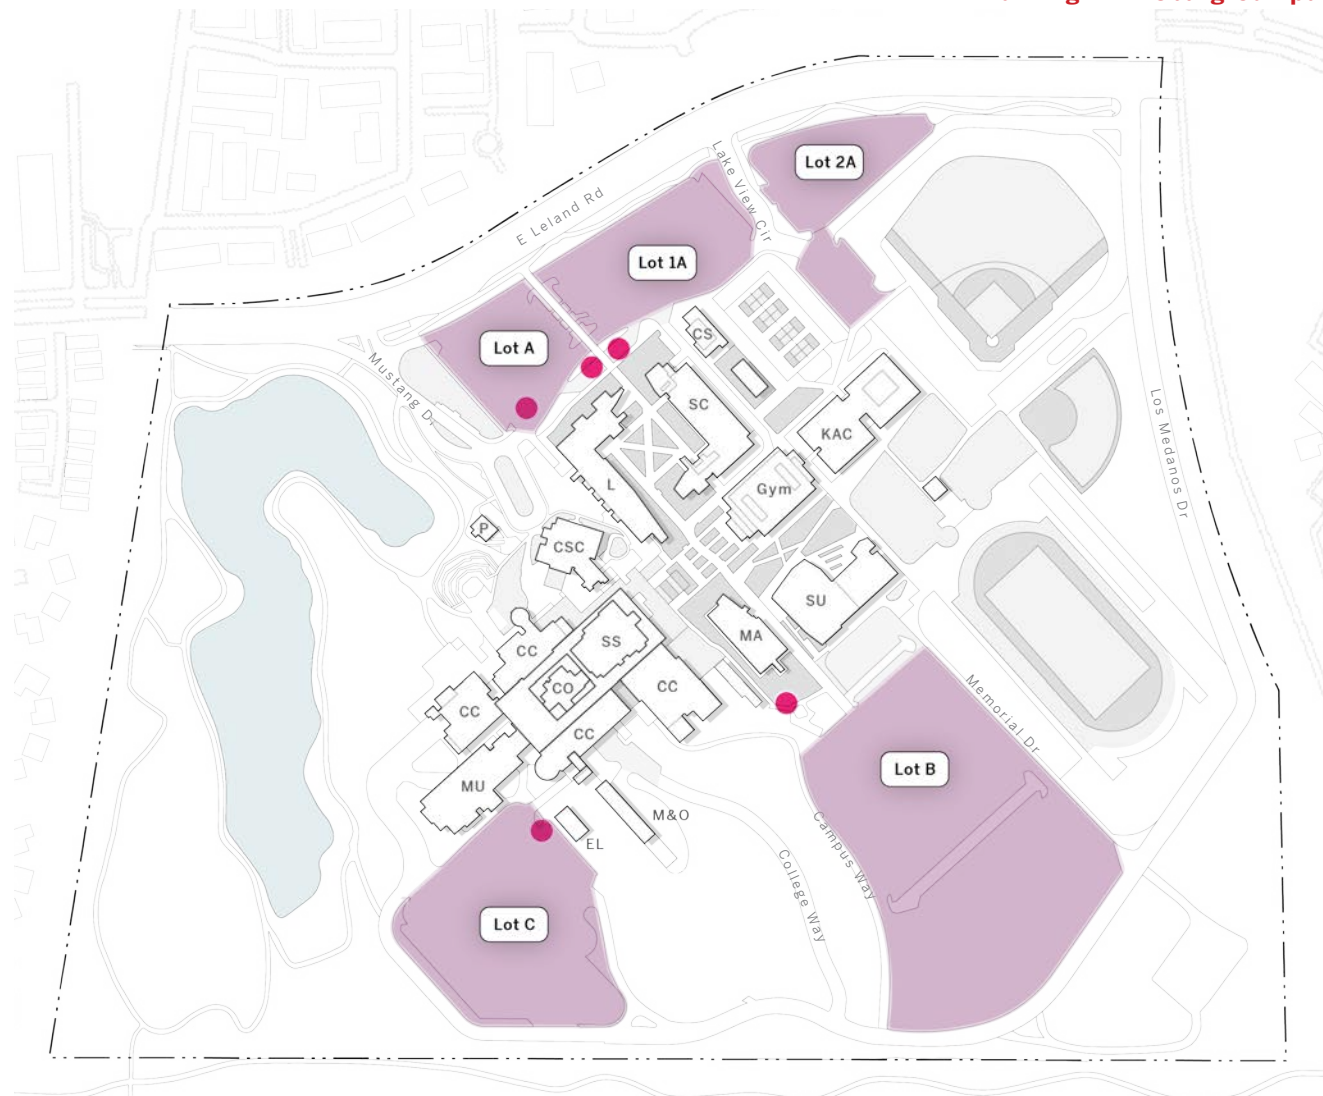 Lot 2A
Lake View Cir
E Leland Rd
Lot 1A
CS
Lot A
Mustang Dr
Los Medanos Dr
SC
KAC
L
Gym
P
CSC
SU
SS
MA
CC
CO
CC
CC
CC
Memorial Dr
Lot B
MU
M&O
EL
Campus Way
College Way
Lot C